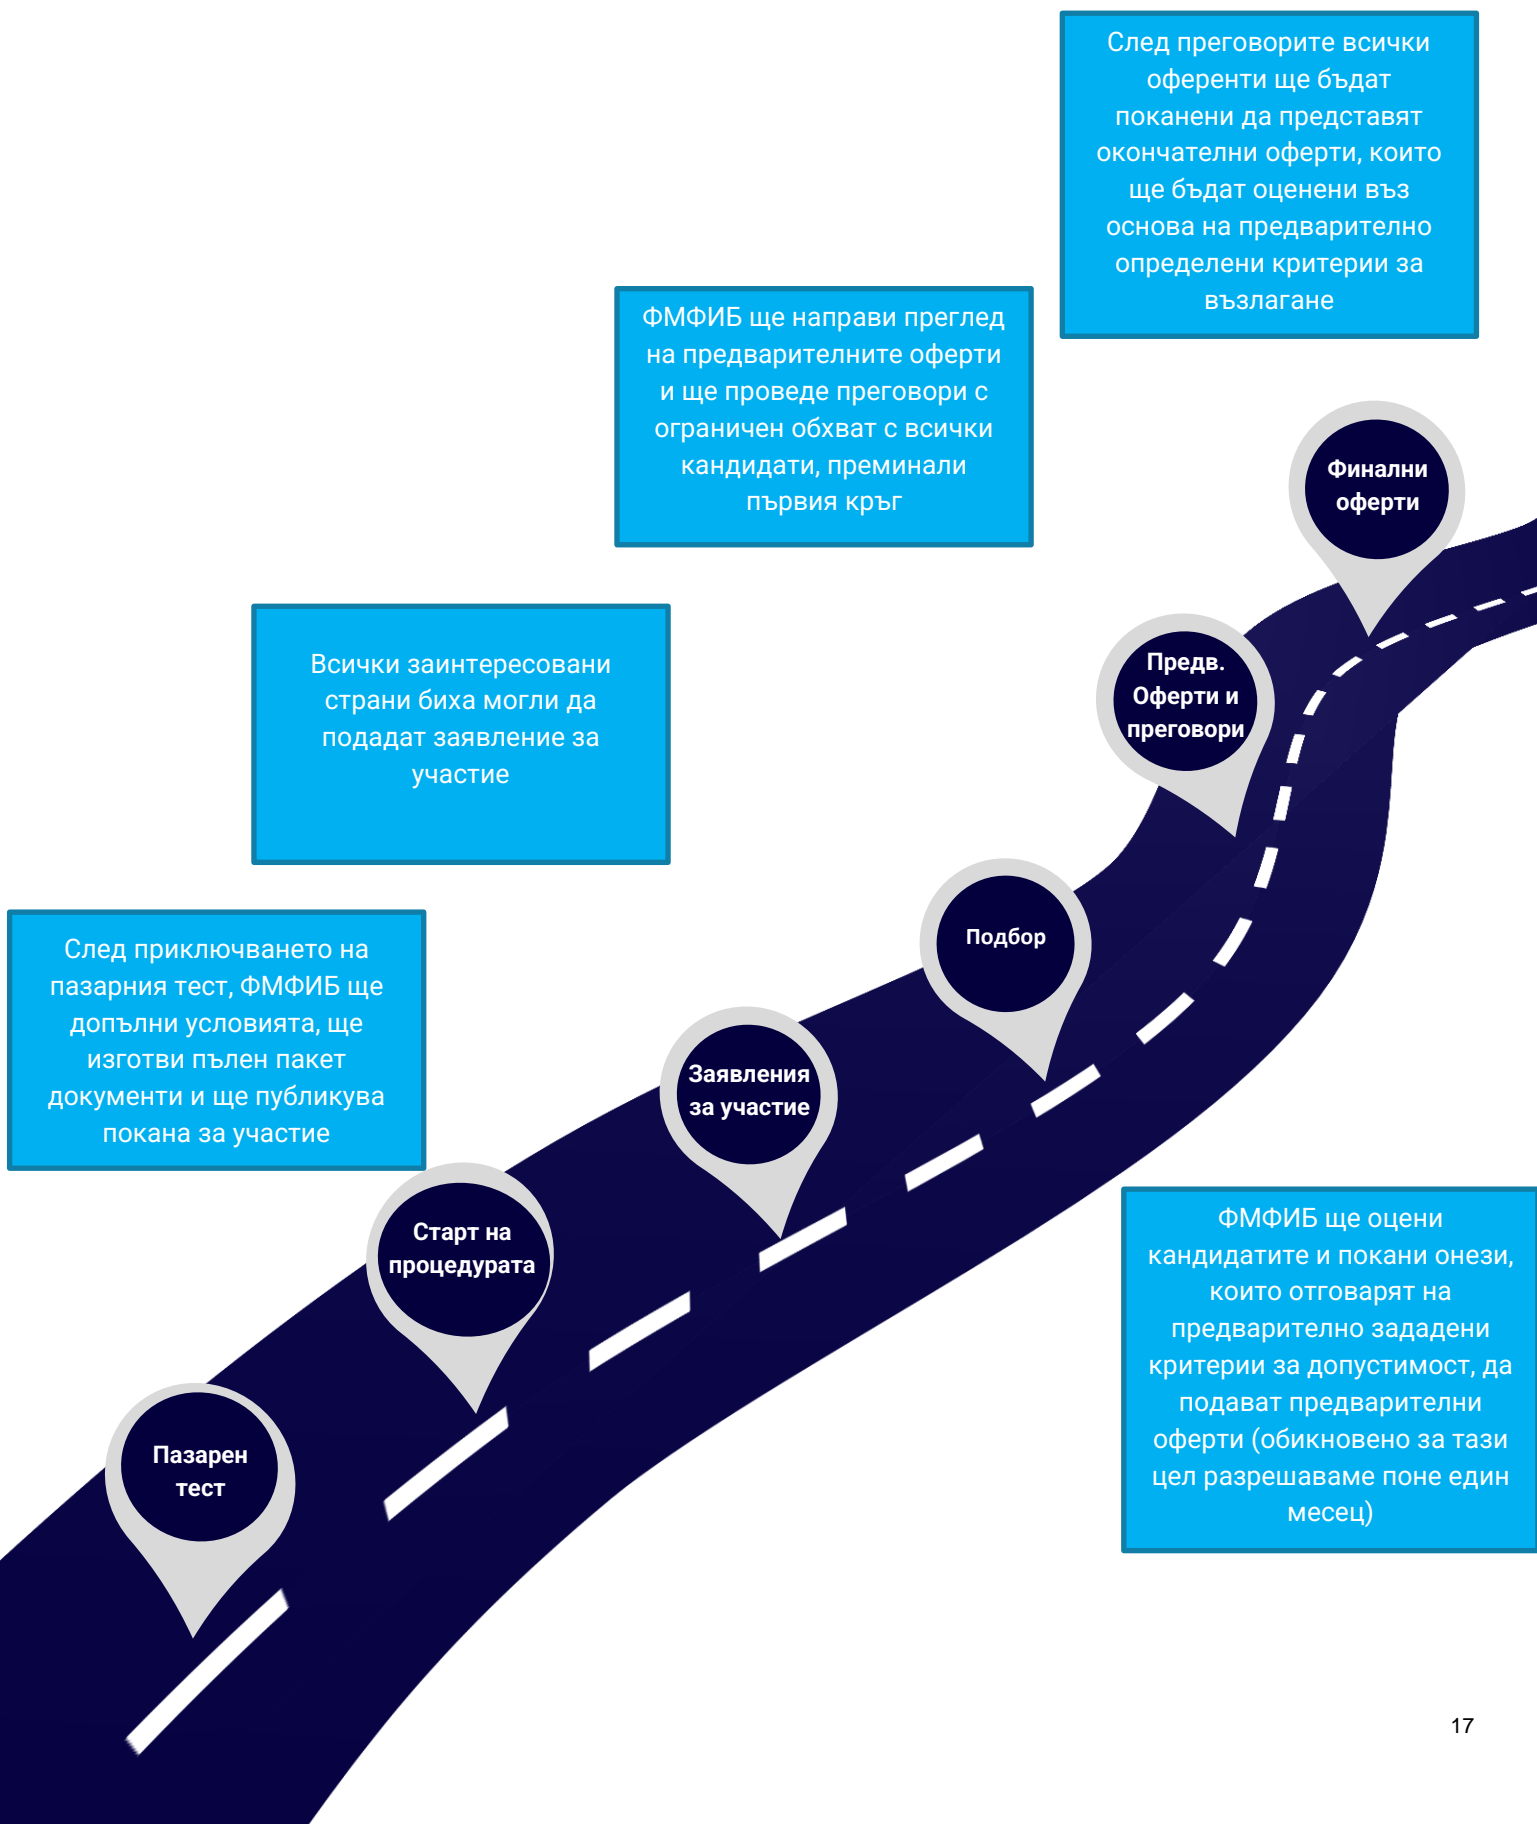 След преговорите всички
оференти ще бъдат
поканени да представят
окончателни оферти, които
ще бъдат оценени въз
основа на предварително
определени критерии за
възлагане
ФМФИБ ще направи преглед
на предварителните оферти
и ще проведе преговори с
ограничен обхват с всички
кандидати, преминали
първия кръг
Финални
оферти
Всички заинтересовани
страни биха могли да
подадат заявление за
участие
Предв.
Оферти и
преговори
След приключването на
пазарния тест, ФМФИБ ще
допълни условията, ще
изготви пълен пакет
документи и ще публикува
покана за участие
Подбор
Заявления
за участие
Старт на
процедурата
ФМФИБ ще оцени
кандидатите и покани онези,
които отговарят на
предварително зададени
критерии за допустимост, да
подават предварителни
оферти (обикновено за тази
цел разрешаваме поне един
месец)
Пазарен
тест
17